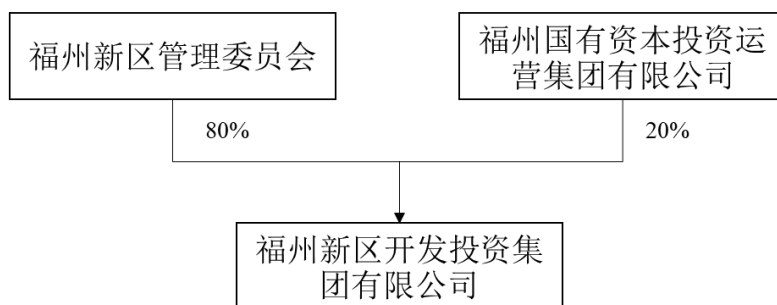 福州新区管理委员会
福州国有资本投资运
营集团有限公司
80%
20%
福州新区开发投资集
团有限公司